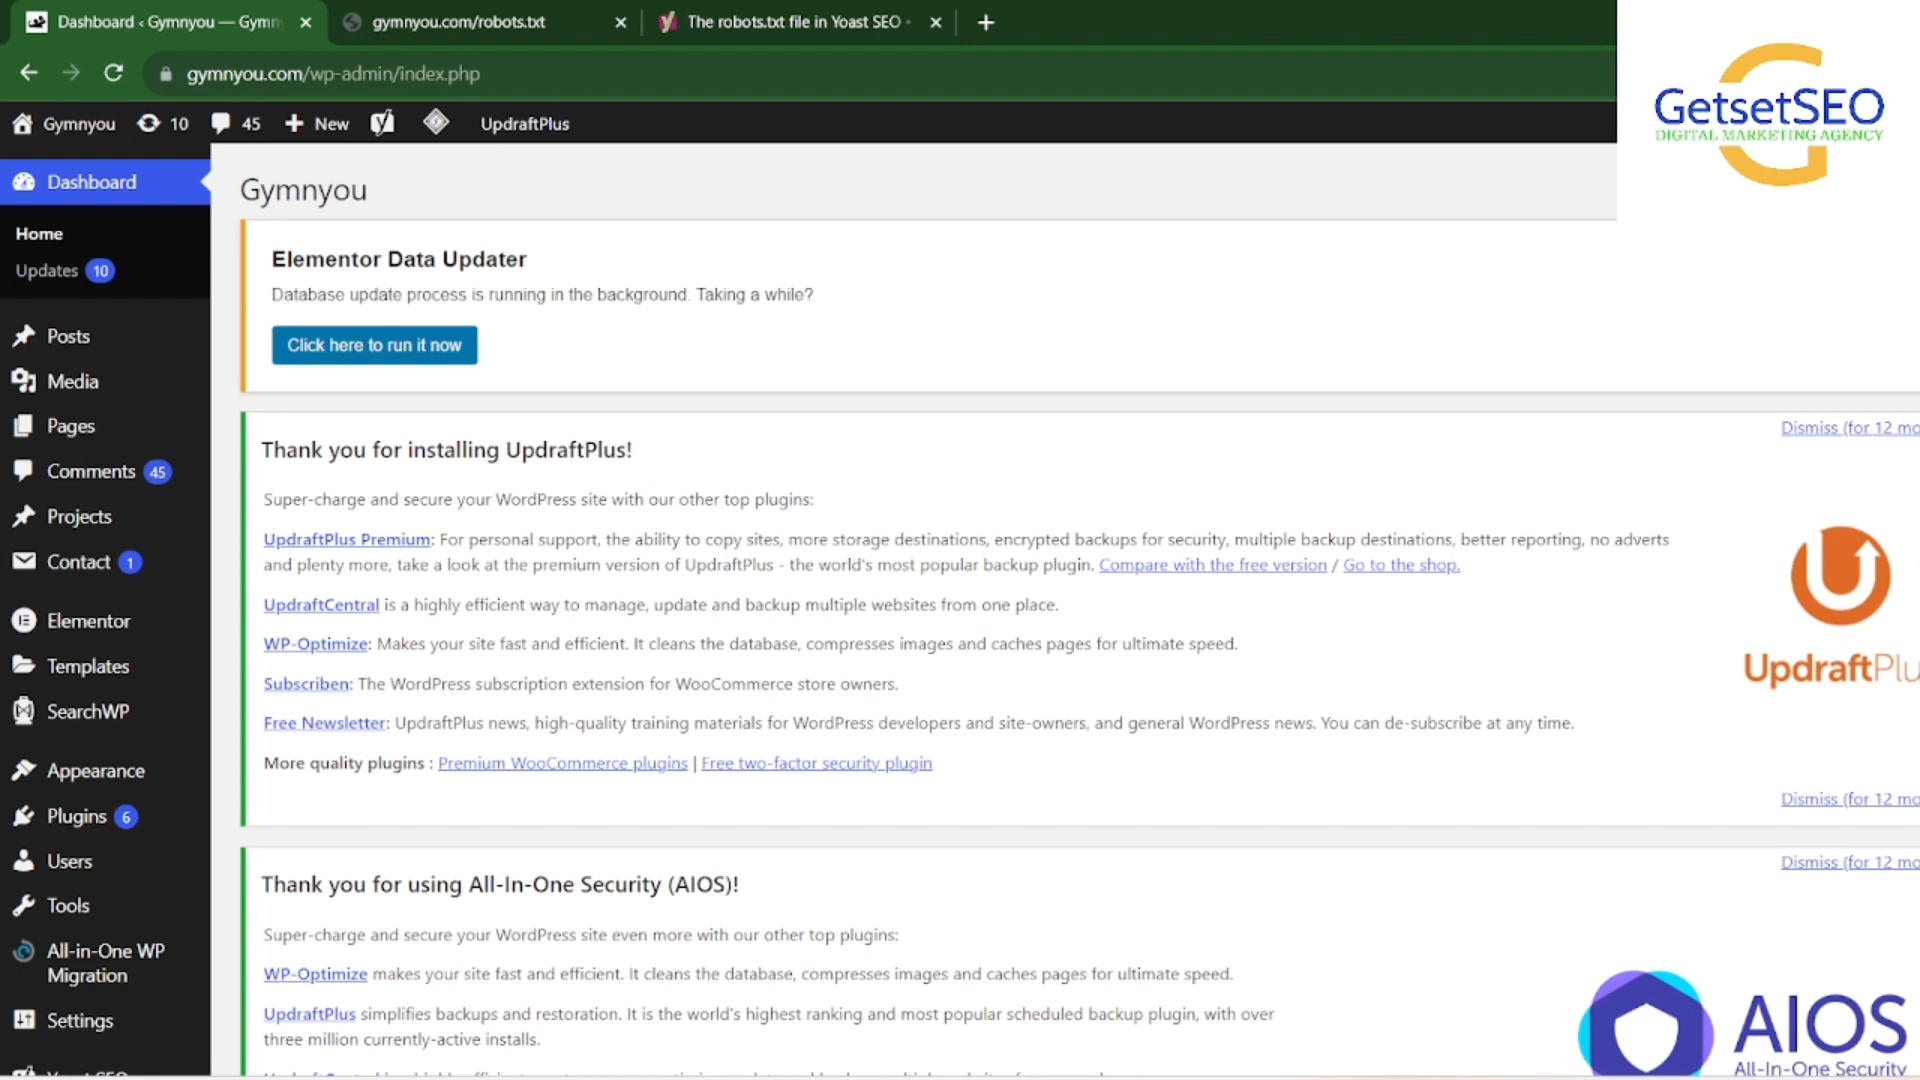 Dashboard ‹ Gymnyou — Gymn
gymnyou.com/robots.txt
The robots.txt file in Yoast SEO •
gymnyou.com/wp-admin/index.php
GetsetSEO
DIGITAL MARKETING AGENCY
Gymnyou 10 45 New UpdraftPlus
Dashboard
Home
Updates 10
Posts
Media
Pages
Comments 45
Projects
Contact 1
Elementor
Templates
SearchWP
Appearance
Plugins 6
Users
Tools
All-in-One WP
Migration
Settings
Yoast SEO
Gymnyou
Elementor Data Updater
Database update process is running in the background. Taking a while?
Click here to run it now
Dismiss (for 12 mo
Thank you for installing UpdraftPlus!
Super-charge and secure your WordPress site with our other top plugins:
UpdraftPlus Premium: For personal support, the ability to copy sites, more storage destinations, encrypted backups for security, multiple backup destinations, better reporting, no adverts
and plenty more, take a look at the premium version of UpdraftPlus - the world's most popular backup plugin. Compare with the free version / Go to the shop.
UpdraftCentral is a highly efficient way to manage, update and backup multiple websites from one place.
WP-Optimize: Makes your site fast and efficient. It cleans the database, compresses images and caches pages for ultimate speed.
Subscriben: The WordPress subscription extension for WooCommerce store owners.
Free Newsletter: UpdraftPlus news, high-quality training materials for WordPress developers and site-owners, and general WordPress news. You can de-subscribe at any time.
More quality plugins : Premium WooCommerce plugins | Free two-factor security plugin
UpdraftPlu
Dismiss (for 12 mo
Dismiss (for 12 mo
Thank you for using All-In-One Security (AIOS)!
Super-charge and secure your WordPress site even more with our other top plugins:
WP-Optimize makes your site fast and efficient. It cleans the database, compresses images and caches pages for ultimate speed.
UpdraftPlus simplifies backups and restoration. It is the world's highest ranking and most popular scheduled backup plugin, with over
three million currently-active installs.
AIOS
All-In-One Security